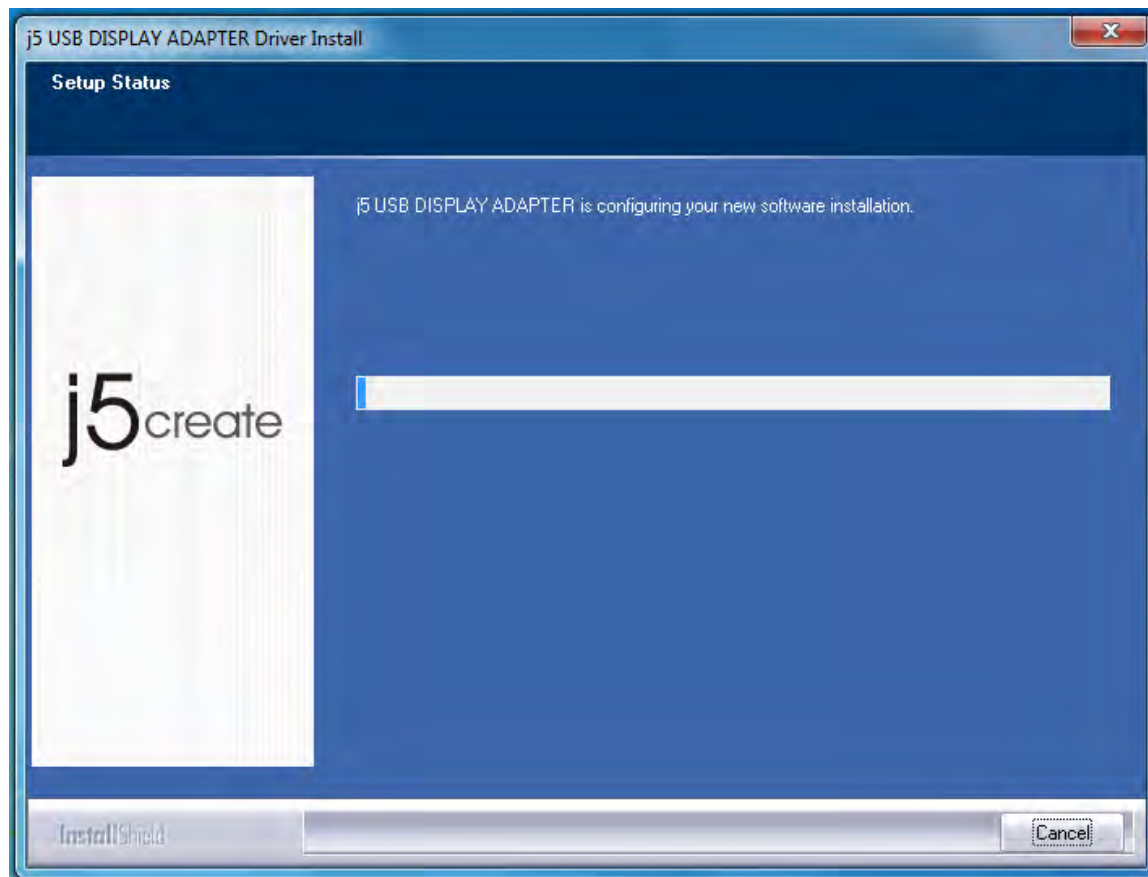 j5 USB DISPLAY ADAPTER Driver Install
Setup Status
j5 USB DISPLAY ADAPTER is configuring your new software installation.
j5create
InstallShield
Cancel